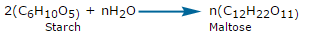 2(C₆H₁₀O₅) + nH₂O ⟶ n(C₁₂H₂₂O₁₁)
Starch Maltose